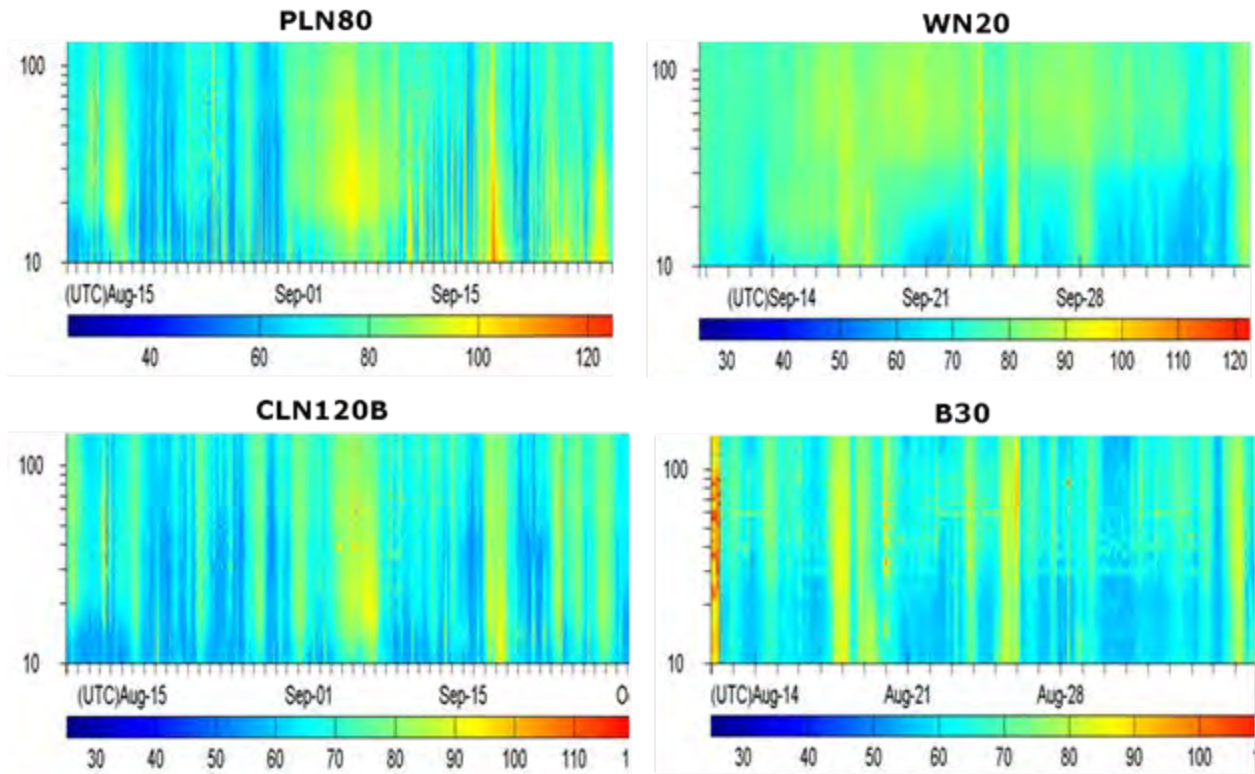 PLN80
WN20
100
10
(UTC)Aug-15 Sep-01 Sep-15
40 60 80 100 120
100
10
(UTC)Sep-14 Sep-21 Sep-28
30 40 50 60 70 80 90 100 110 120
CLN120B
B30
100
10
(UTC)Aug-15 Sep-01 Sep-15 O
30 40 50 60 70 80 90 100 110 1
100
10
(UTC)Aug-14 Aug-21 Aug-28
30 40 50 60 70 80 90 100 1